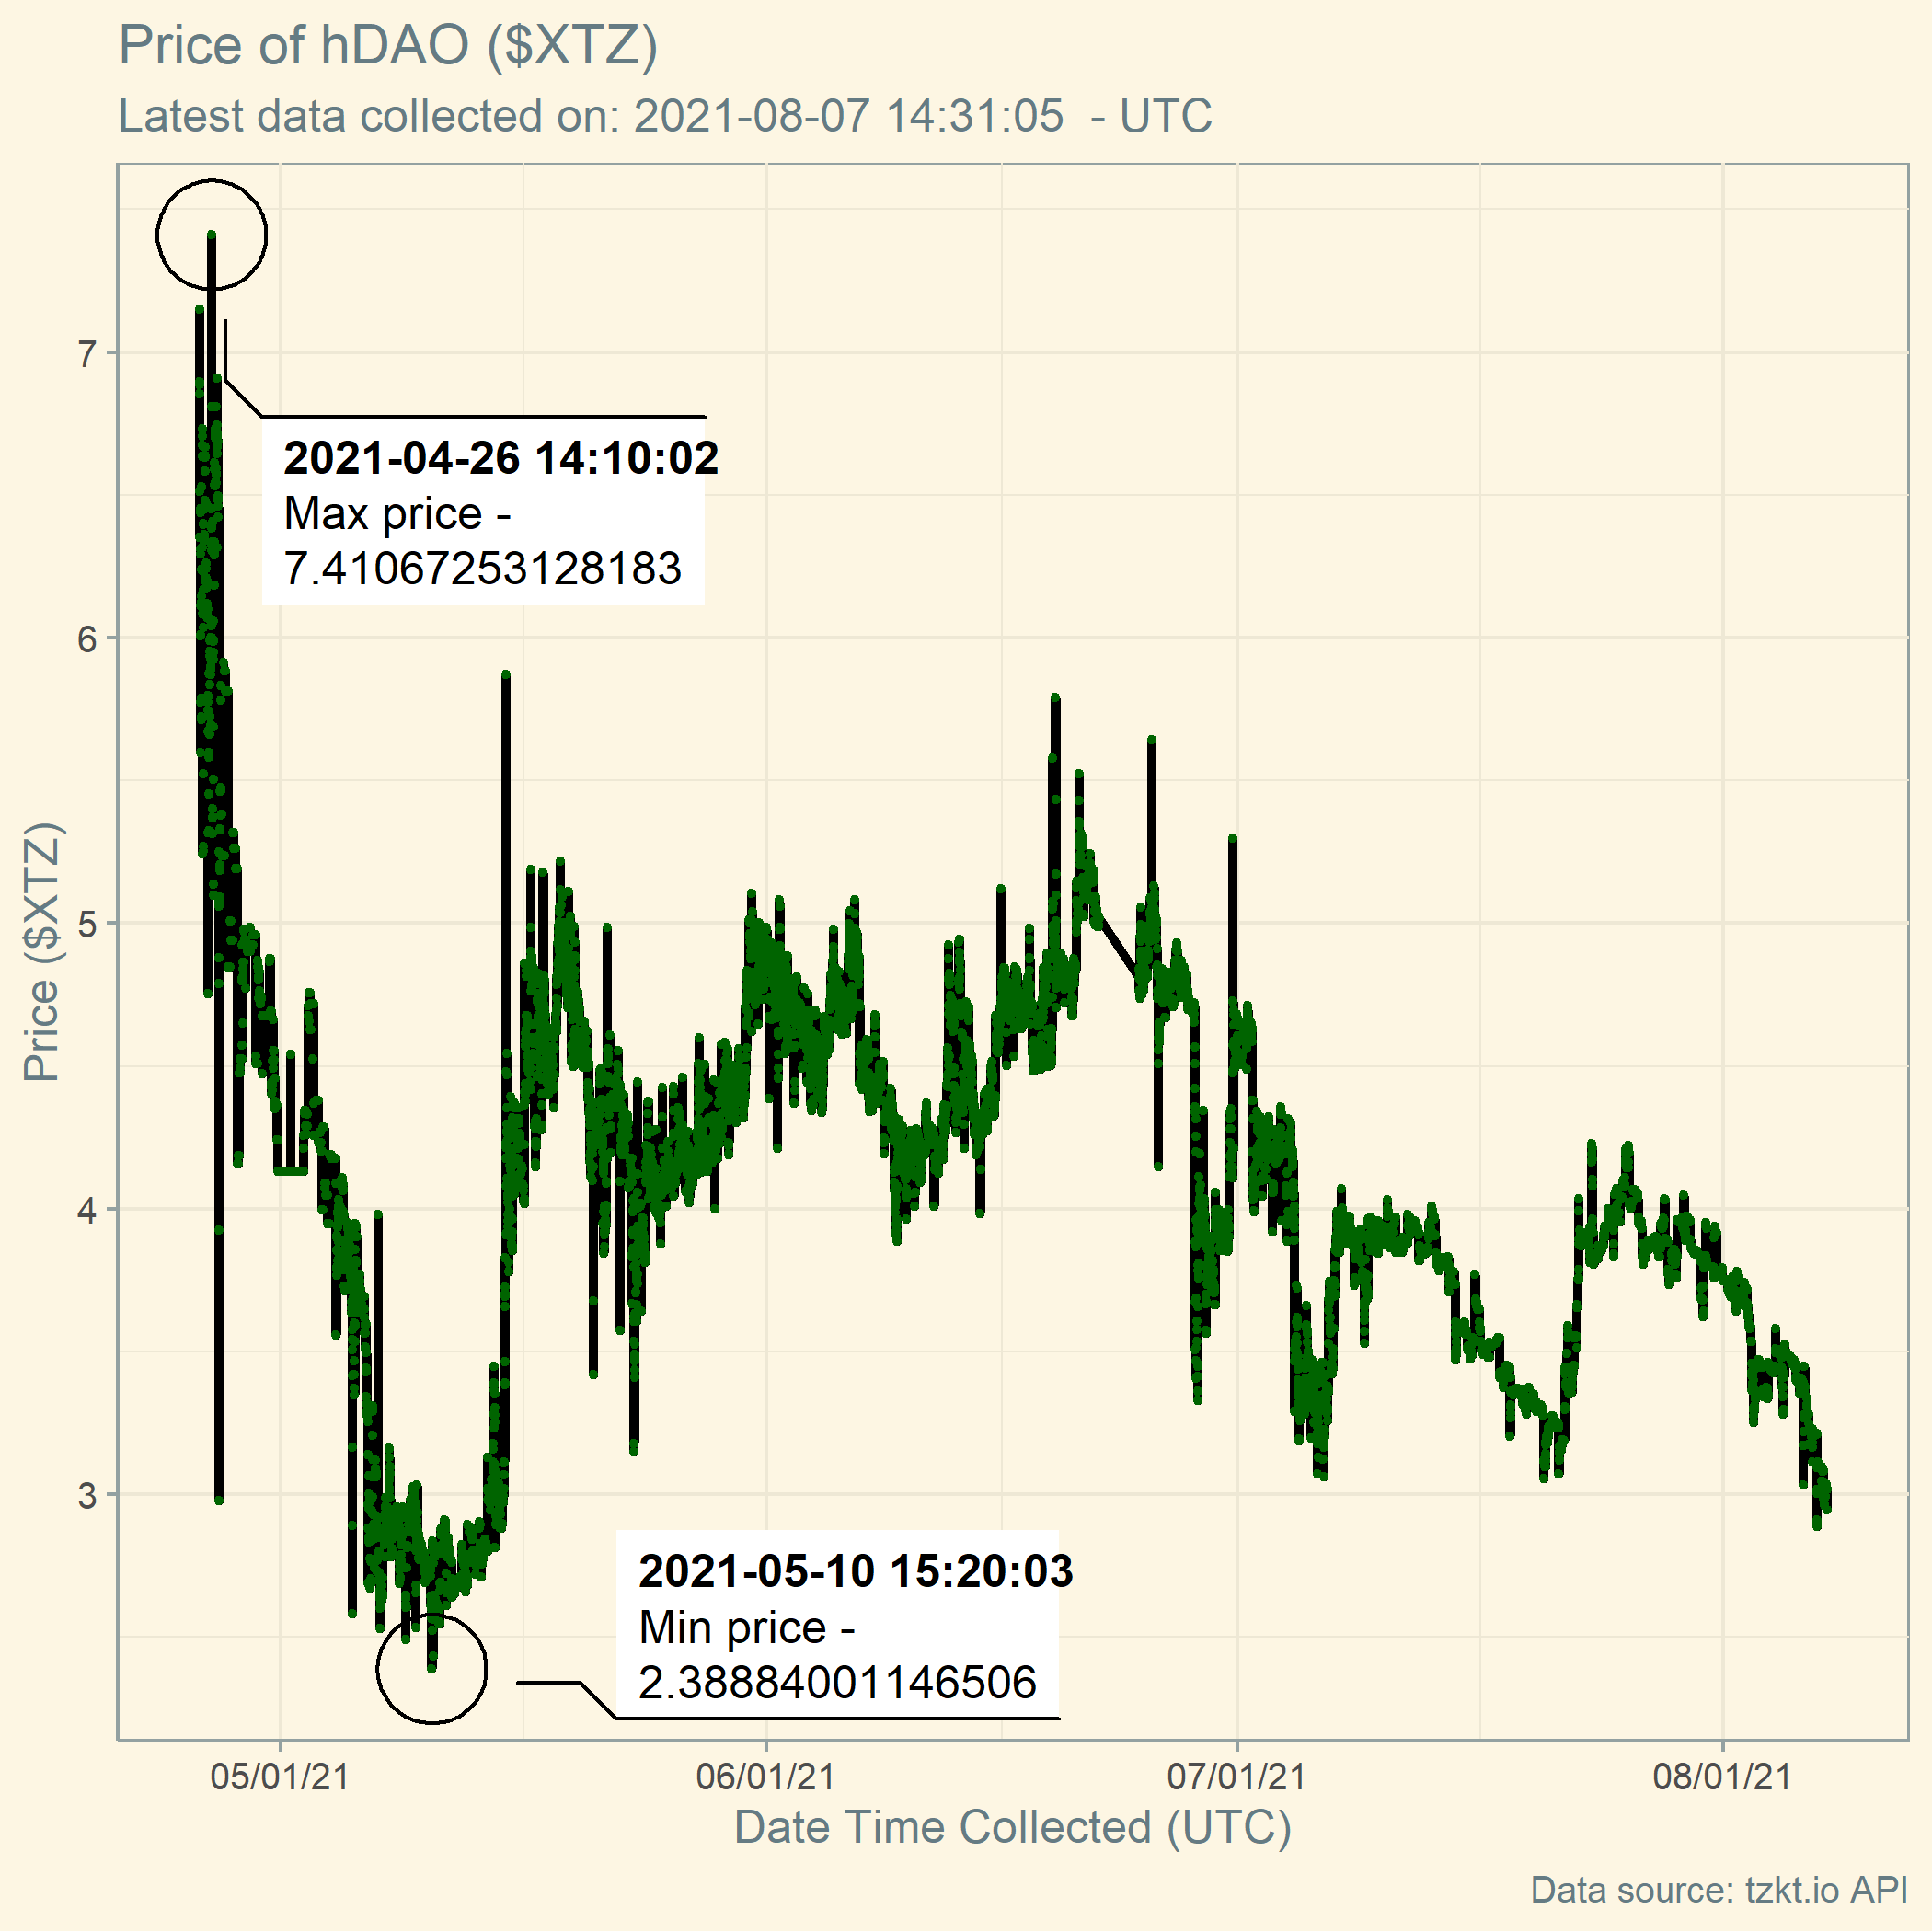 Price of hDAO ($XTZ)
Latest data collected on: 2021-08-07 14:31:05  - UTC
7
6
5
4
3
Price ($XTZ)
2021-04-26 14:10:02
Max price -
7.41067253128183
2021-05-10 15:20:03
Min price -
2.38884001146506
05/01/21
06/01/21
07/01/21
08/01/21
Date Time Collected (UTC)
Data source: tzkt.io API